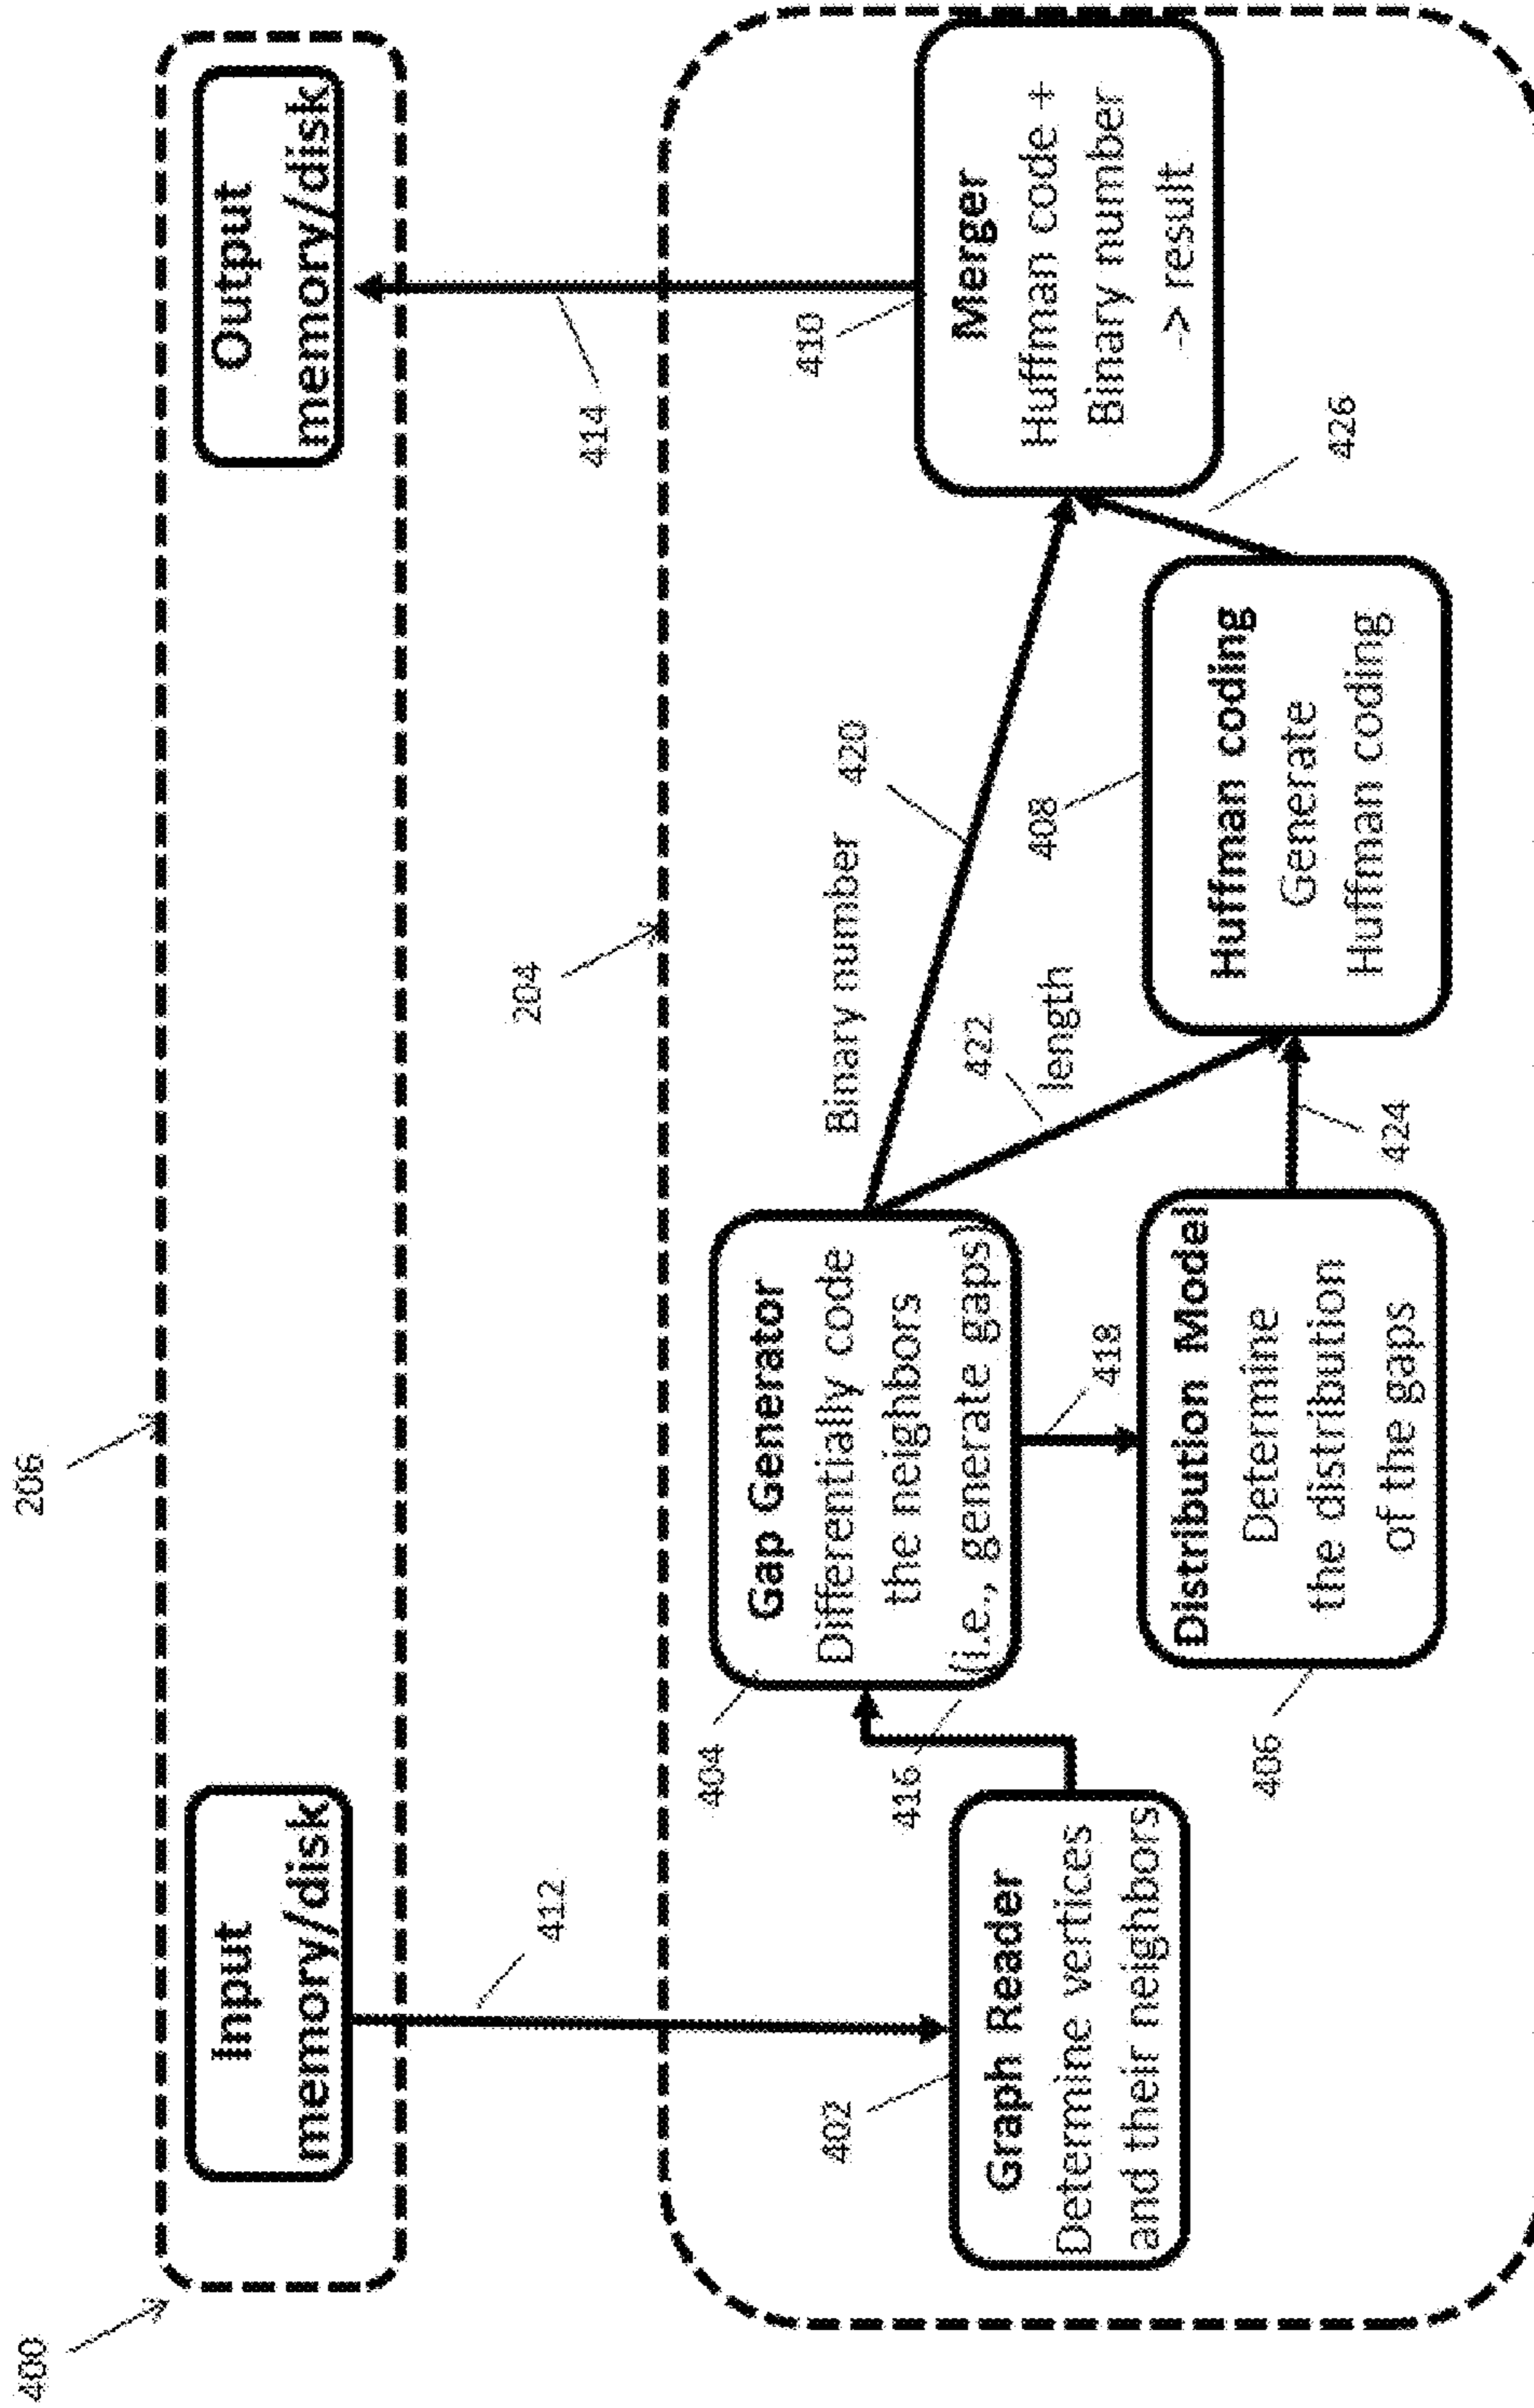 400
206
Input
memory/disk
Output
memory/disk
412
204
414
402
Graph Reader
Determine vertices
and their neighbors
404
416
Gap Generator
Differentially code
the neighbors
(i.e., generate gaps)
418
406
Distribution Model
Determine
the distribution
of the gaps
Binary number
420
422
length
424
408
Huffman coding
Generate
Huffman coding
426
410
Merger
Huffman code +
Binary number
-> result